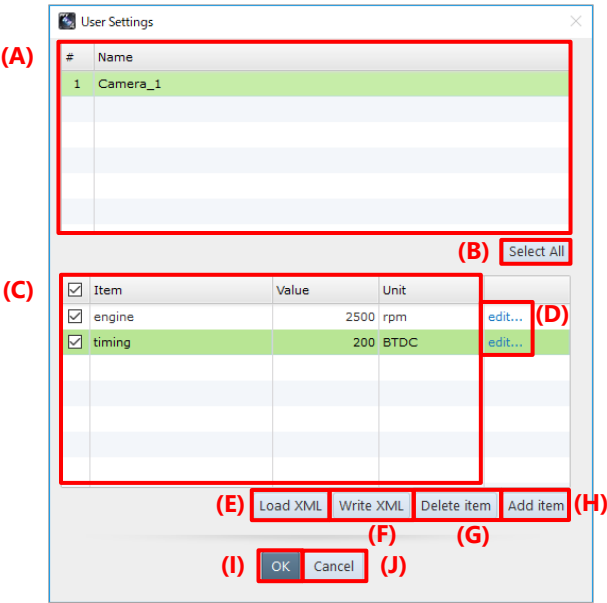 User Settings
(A)
# Name
1 Camera_1
(B) Select All
(C)
Item Value Unit
engine 2500 rpm edit... (D)
timing 200 BTDC edit...
(E) Load XML Write XML Delete item Add item (H)
(F) (G)
(I) OK Cancel (J)